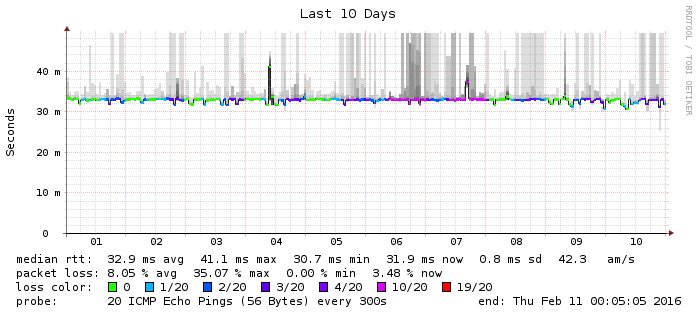 Last 10 Days
RRDTOOL / TOBI OETIKER
Seconds
40 m
30 m
20 m
10 m
0
01 02 03 04 05 06 07 08 09 10
median rtt: 32.9 ms avg 41.1 ms max 30.7 ms min 31.9 ms now 0.8 ms sd 42.3 am/s
packet loss: 8.05 % avg 35.07 % max 0.00 % min 3.48 % now
loss color: 0 1/20 2/20 3/20 4/20 10/20 19/20
probe: 20 ICMP Echo Pings (56 Bytes) every 300s end: Thu Feb 11 00:05:05 2016